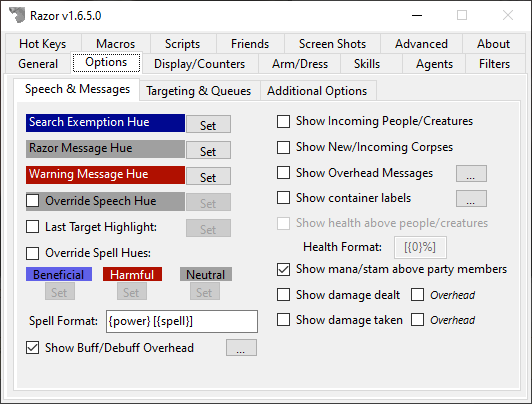 Razor v1.6.5.0
Hot Keys Macros Scripts Friends Screen Shots Advanced About
General Options Display/Counters Arm/Dress Skills Agents Filters
Speech & Messages Targeting & Queues Additional Options
Search Exemption Hue Set
Razor Message Hue Set
Warning Message Hue Set
Override Speech Hue Set
Last Target Highlight: Set
Override Spell Hues:
Beneficial Harmful Neutral
Set Set Set
Spell Format: {power} [{spell}]
Show Buff/Debuff Overhead ...
Show Incoming People/Creatures
Show New/Incoming Corpses
Show Overhead Messages ...
Show container labels ...
Show health above people/creatures
Health Format: [{0}%]
Show mana/stam above party members
Show damage dealt Overhead
Show damage taken Overhead